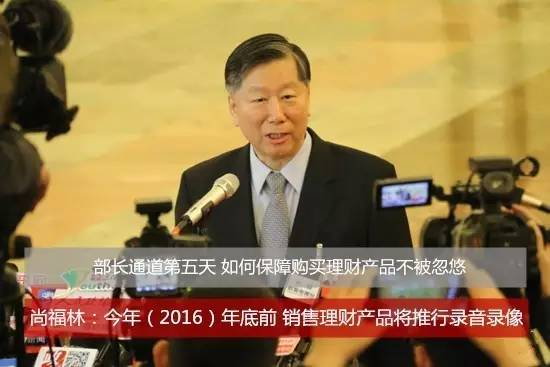 部长通道第五天 如何保障购买理财产品不被忽悠
Youth
尚福林：今年（2016）年底前 销售理财产品将推行录音录像